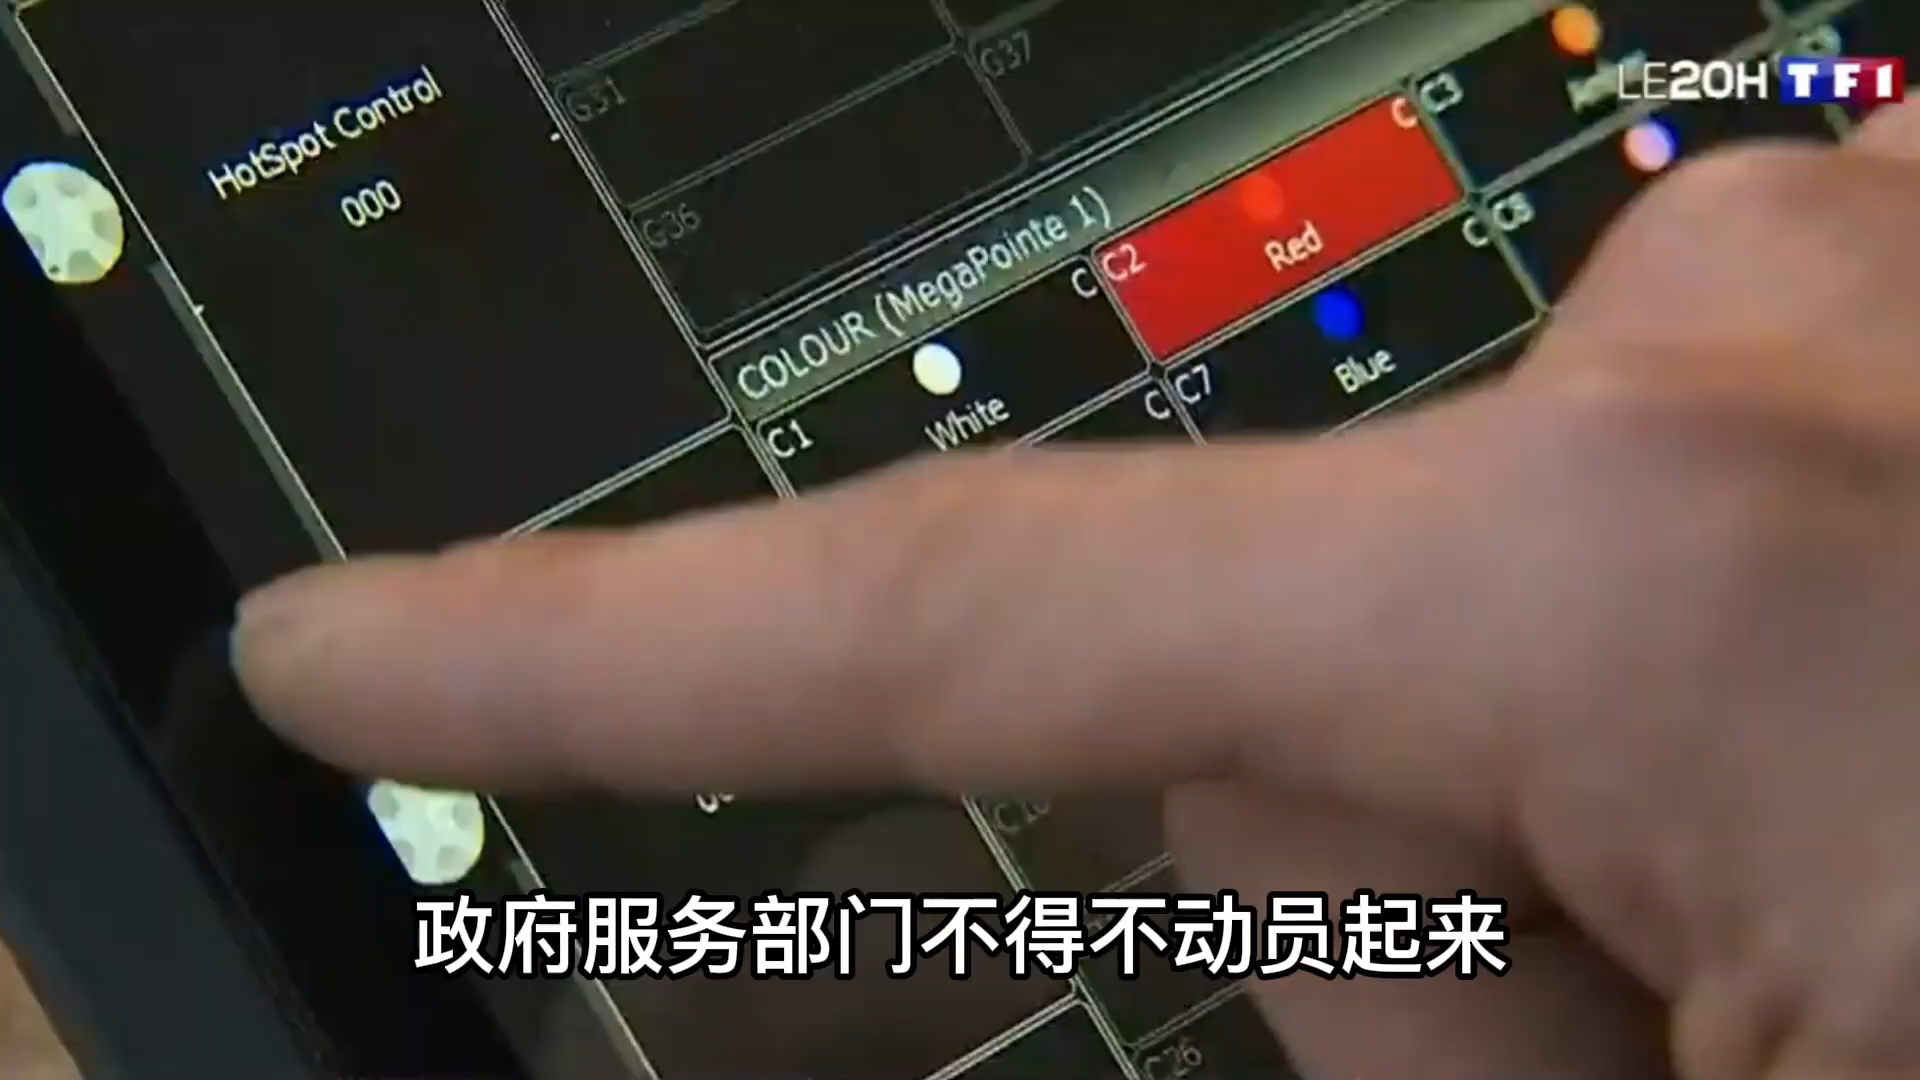 LE20H TF1
HotSpot Control
000
G31
G37
G36
COLOUR (MegaPointe 1)
C1
White
C
C2
Red
C
C3
C7
Blue
C
C8
C
C26
政府服务部门不得不动员起来